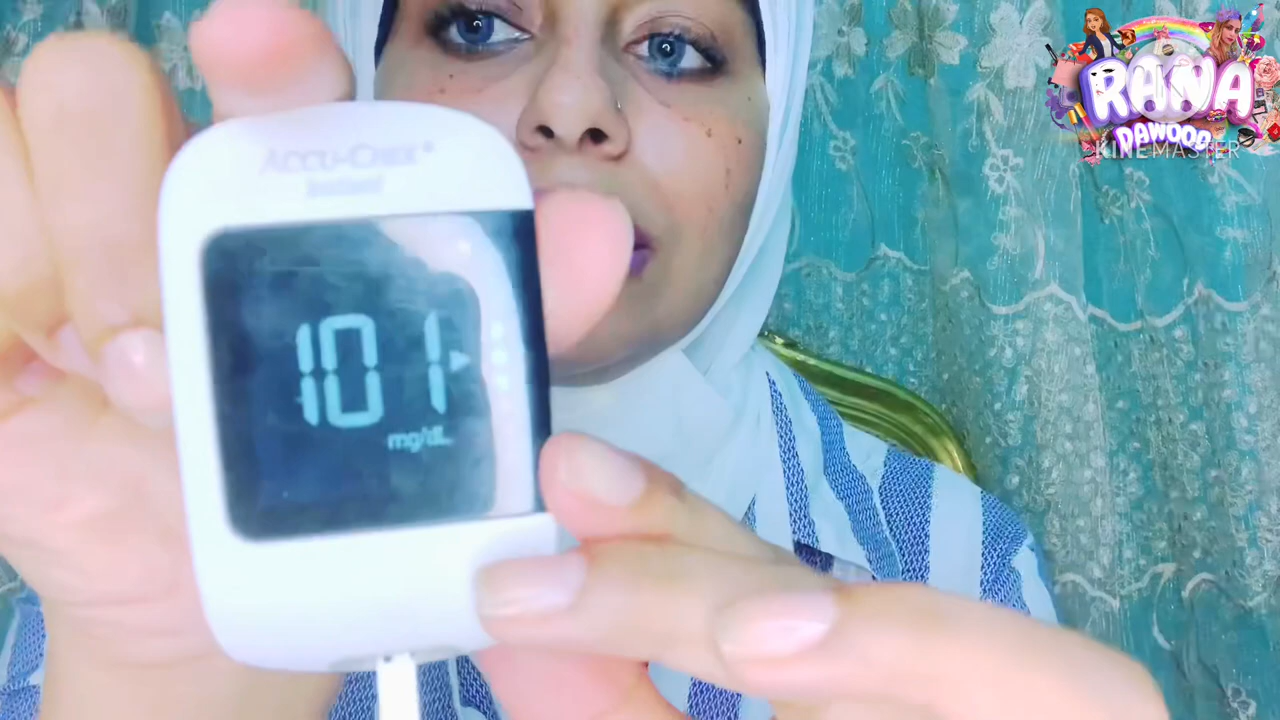 ACCU-CHEK
Instant
101
mg/dL
RANA
DAWOOD
KINEMASTER